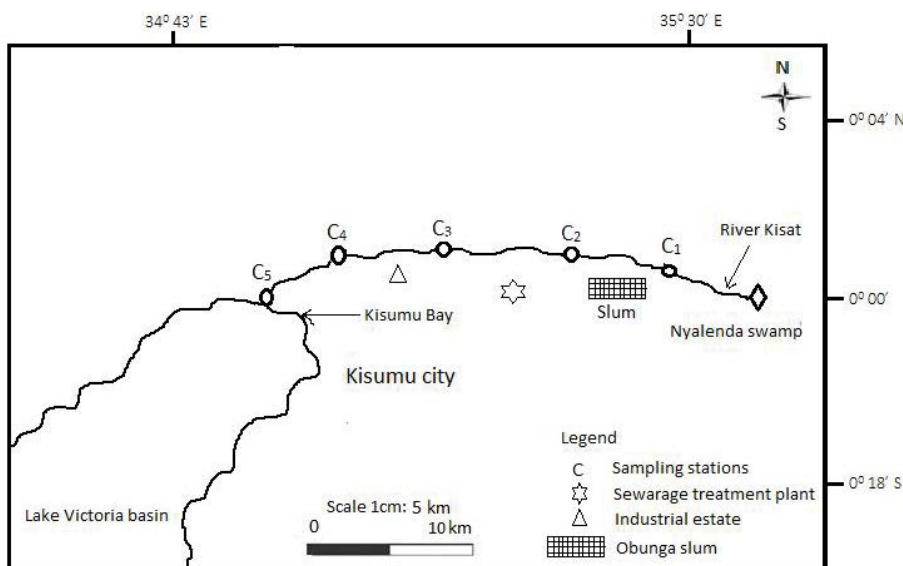 34⁰ 43’ E
35⁰ 30’ E
N
S
0⁰ 04’ N
C4
C3
C2
C1
River Kisat
C5
Kisumu Bay
Slum
0⁰ 00’
Nyalenda swamp
Kisumu city
Legend
C Sampling stations
Sewarage treatment plant
Industrial estate
Obunga slum
0⁰ 18’ S
Scale 1cm: 5 km
0 10 km
Lake Victoria basin